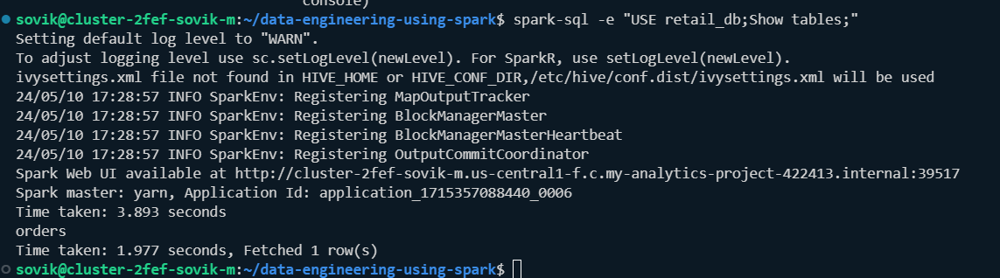 console)
sovik@cluster-2fef-sovik-m:~/data-engineering-using-spark$ spark-sql -e "USE retail_db;Show tables;"
Setting default log level to "WARN".
To adjust logging level use sc.setLogLevel(newLevel). For SparkR, use setLogLevel(newLevel).
ivysettings.xml file not found in HIVE_HOME or HIVE_CONF_DIR,/etc/hive/conf.dist/ivysettings.xml will be used
24/05/10 17:28:57 INFO SparkEnv: Registering MapOutputTracker
24/05/10 17:28:57 INFO SparkEnv: Registering BlockManagerMaster
24/05/10 17:28:57 INFO SparkEnv: Registering BlockManagerMasterHeartbeat
24/05/10 17:28:57 INFO SparkEnv: Registering OutputCommitCoordinator
Spark Web UI available at http://cluster-2fef-sovik-m.us-central1-f.c.my-analytics-project-422413.internal:39517
Spark master: yarn, Application Id: application_1715357088440_0006
Time taken: 3.893 seconds
orders
Time taken: 1.977 seconds, Fetched 1 row(s)
sovik@cluster-2fef-sovik-m:~/data-engineering-using-spark$